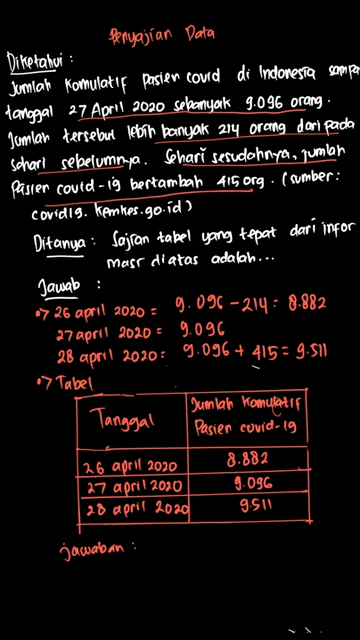 Penyajian Data
Diketahui :
Jumlah Komulatif Pasien covid di Indonesia sampa
tanggal 27 April 2020 sebanyak 9.096 orang.
Jumlah tersebut lebih banyak 214 orang dari pada
sehari sebelumnya. Sehari sesudahnya, jumlah
Pasien covid-19 bertambah 415 org. (sumber:
covid19.kemkes.go.id)
Ditanya : Sajian tabel yang tepat dari infor
masi diatas adalah...
Jawab :
26 april 2020 = 9.096 - 214 = 8.882
27 april 2020 = 9.096
28 april 2020 = 9.096 + 415 = 9.511
Tabel
Tanggal
Jumlah Komulatif
Pasien covid-19
26 april 2020 8.882
27 april 2020 9.096
28 april 2020 9.511
jawaban :